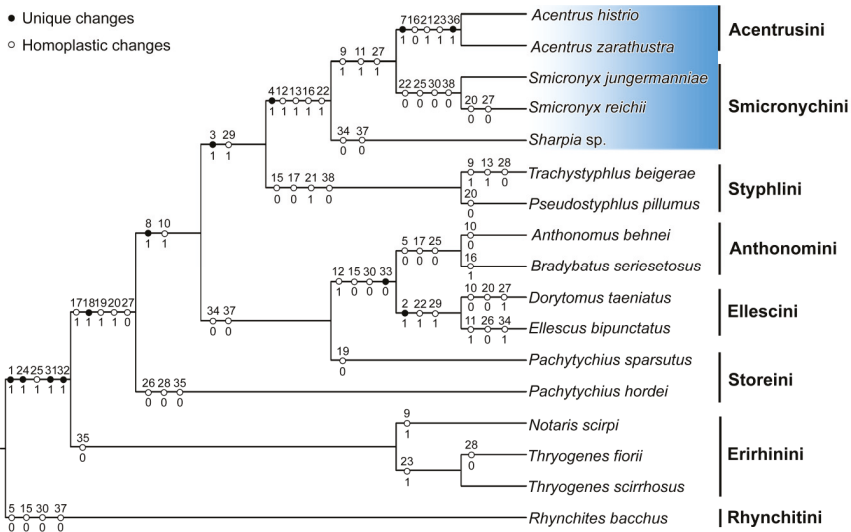 Unique changes
Homoplastic changes
7 16 21 23 36
1 0 1 1 1
Acentrus histrio
Acentrus zarathustra
Acentrusini
9 11 27
1 1 1
22 25 30 38
0 0 0 0
Smicronyx jungermanniae
20 27
0 0
Smicronyx reichii
Smicronychini
4 12 13 16 22
1 1 1 1 1
34 37
0 0
Sharpia sp.
3 29
1 1
9 13 28
1 1 0
Trachystyphlus beigerae
15 17 21 38
0 0 1 0
20
0
Pseudostyphlus pillumus
Styphlini
8 10
1 1
10
0
Anthonomus behnei
5 17 25
0 0 0
16
1
Bradybatus seriesetosus
Anthonomini
12 15 30 33
1 0 0 0
10 20 27
0 0 1
Dorytomus taeniatus
2 22 29
1 1 1
11 26 34
1 0 1
Ellescus bipunctatus
Ellescini
17 18 19 20 27
1 1 1 1 0
34 37
0 0
19
0
Pachytychius sparsutus
26 28 35
0 0 0
Pachytychius hordei
Storeini
1 24 25 31 32
1 1 1 1 1
9
1
Notaris scirpi
35
0
28
0
Thryogenes fiorii
23
1
Thryogenes scirrhosus
Erirhinini
5 15 30 37
0 0 0 0
Rhynchites bacchus
Rhynchitini